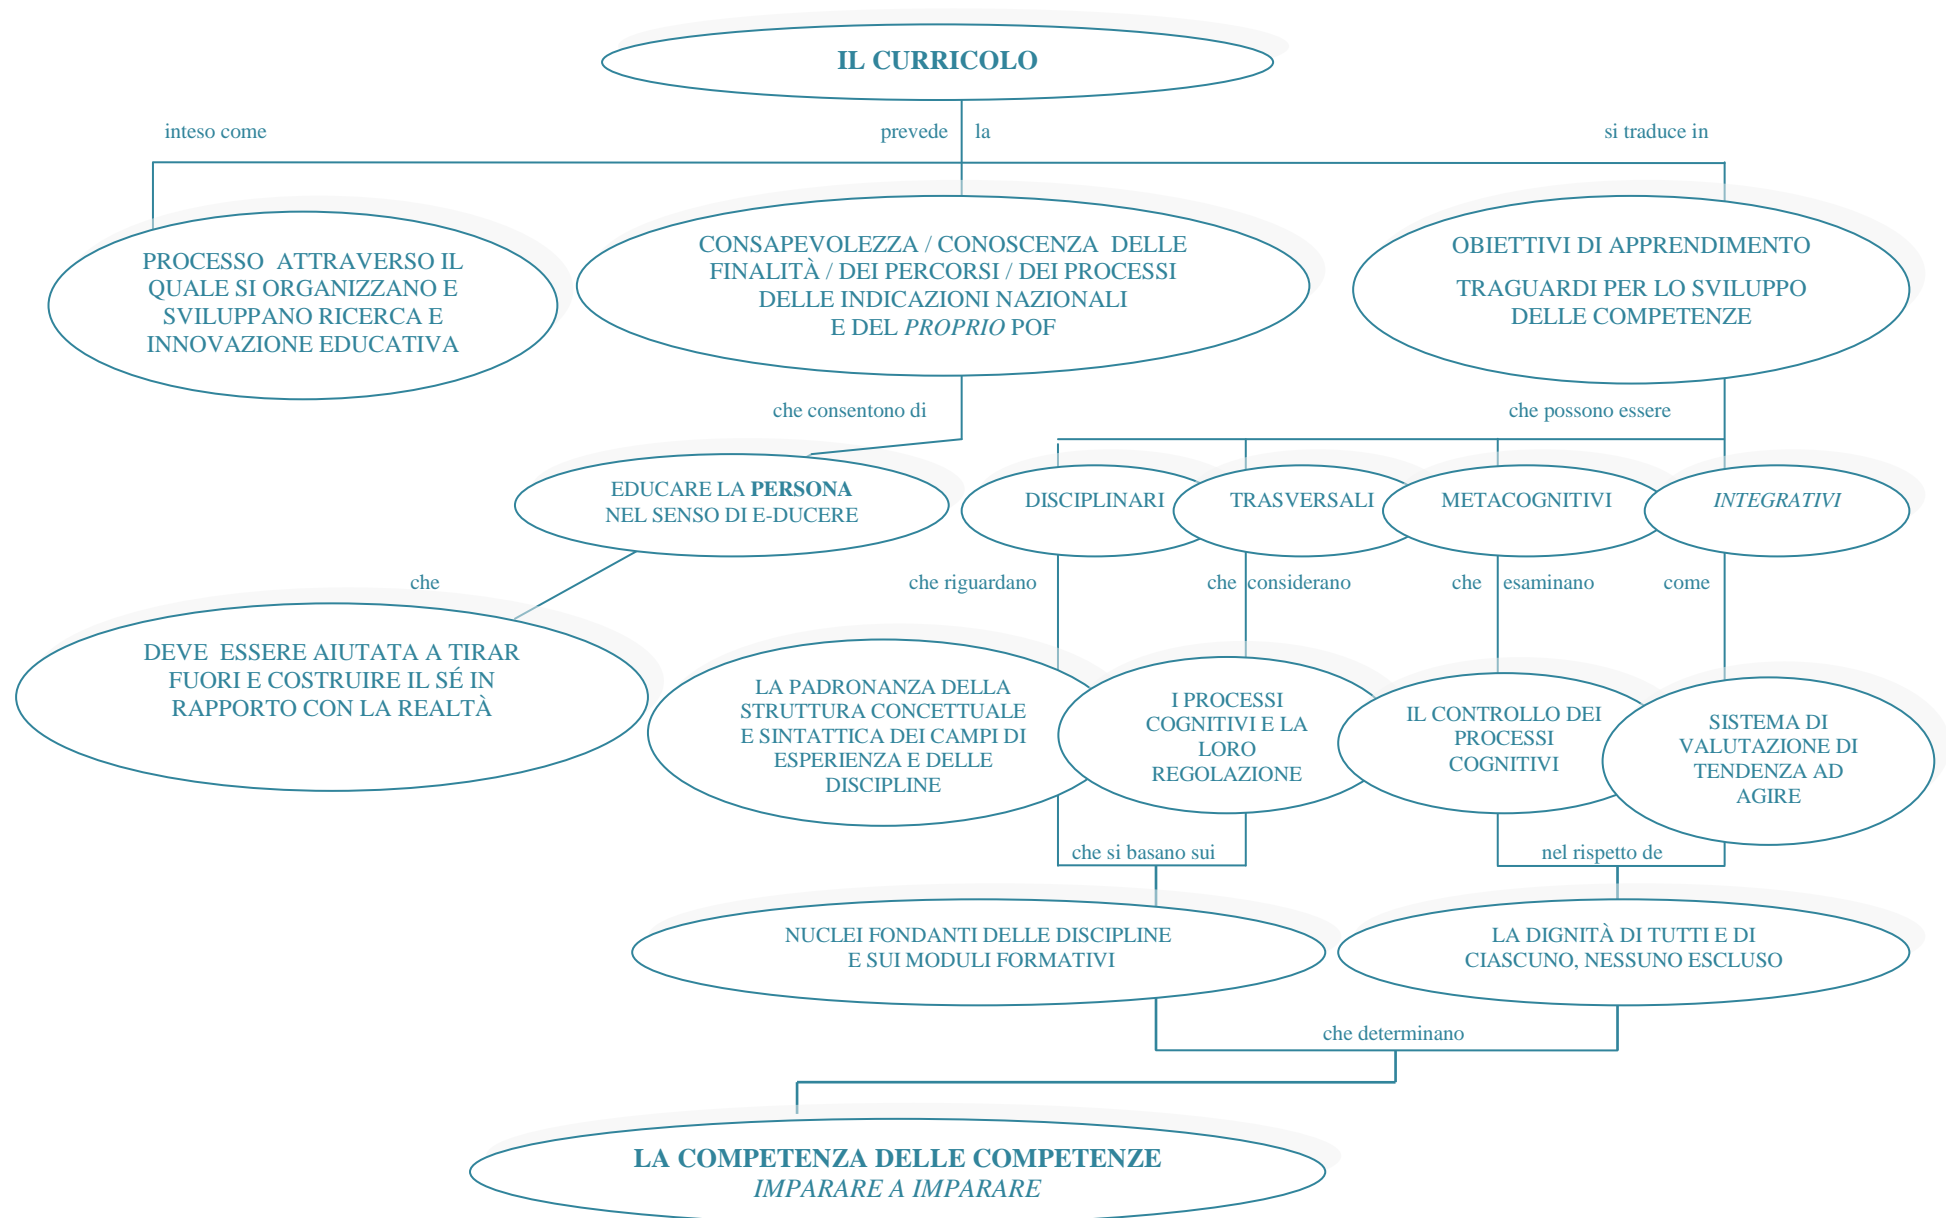 IL CURRICOLO
inteso come
prevede la
si traduce in
PROCESSO ATTRAVERSO IL
QUALE SI ORGANIZZANO E
SVILUPPANO RICERCA E
INNOVAZIONE EDUCATIVA
CONSAPEVOLEZZA / CONOSCENZA DELLE
FINALITÀ / DEI PERCORSI / DEI PROCESSI
DELLE INDICAZIONI NAZIONALI
E DEL PROPRIO POF
OBIETTIVI DI APPRENDIMENTO
TRAGUARDI PER LO SVILUPPO
DELLE COMPETENZE
che consentono di
che possono essere
EDUCARE LA PERSONA
NEL SENSO DI E-DUCERE
DISCIPLINARI
TRASVERSALI
METACOGNITIVI
INTEGRATIVI
che
che riguardano
che considerano
che esaminano
come
DEVE ESSERE AIUTATA A TIRAR
FUORI E COSTRUIRE IL SÉ IN
RAPPORTO CON LA REALTÀ
LA PADRONANZA DELLA
STRUTTURA CONCETTUALE
E SINTATTICA DEI CAMPI DI
ESPERIENZA E DELLE
DISCIPLINE
I PROCESSI
COGNITIVI E LA
LORO
REGOLAZIONE
IL CONTROLLO DEI
PROCESSI
COGNITIVI
SISTEMA DI
VALUTAZIONE DI
TENDENZA AD
AGIRE
che si basano sui
nel rispetto de
NUCLEI FONDANTI DELLE DISCIPLINE
E SUI MODULI FORMATIVI
LA DIGNITÀ DI TUTTI E DI
CIASCUNO, NESSUNO ESCLUSO
che determinano
LA COMPETENZA DELLE COMPETENZE
IMPARARE A IMPARARE